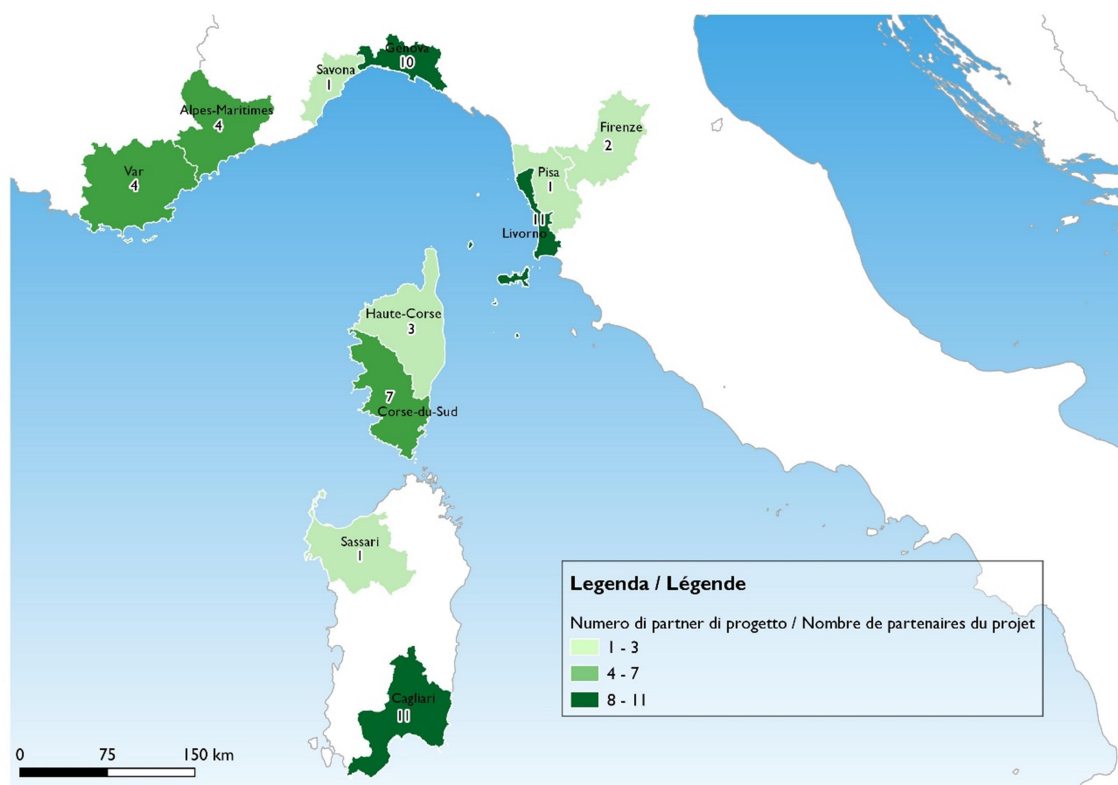 Genova
10
Savona
1
Alpes-Maritimes
4
Firenze
2
Var
4
Pisa
1
11
Livorno
Haute-Corse
3
7
Corse-du-Sud
Sassari
1
Legenda / Légende
Numero di partner di progetto / Nombre de partenaires du projet
1 - 3
4 - 7
8 - 11
Cagliari
11
0 75 150 km